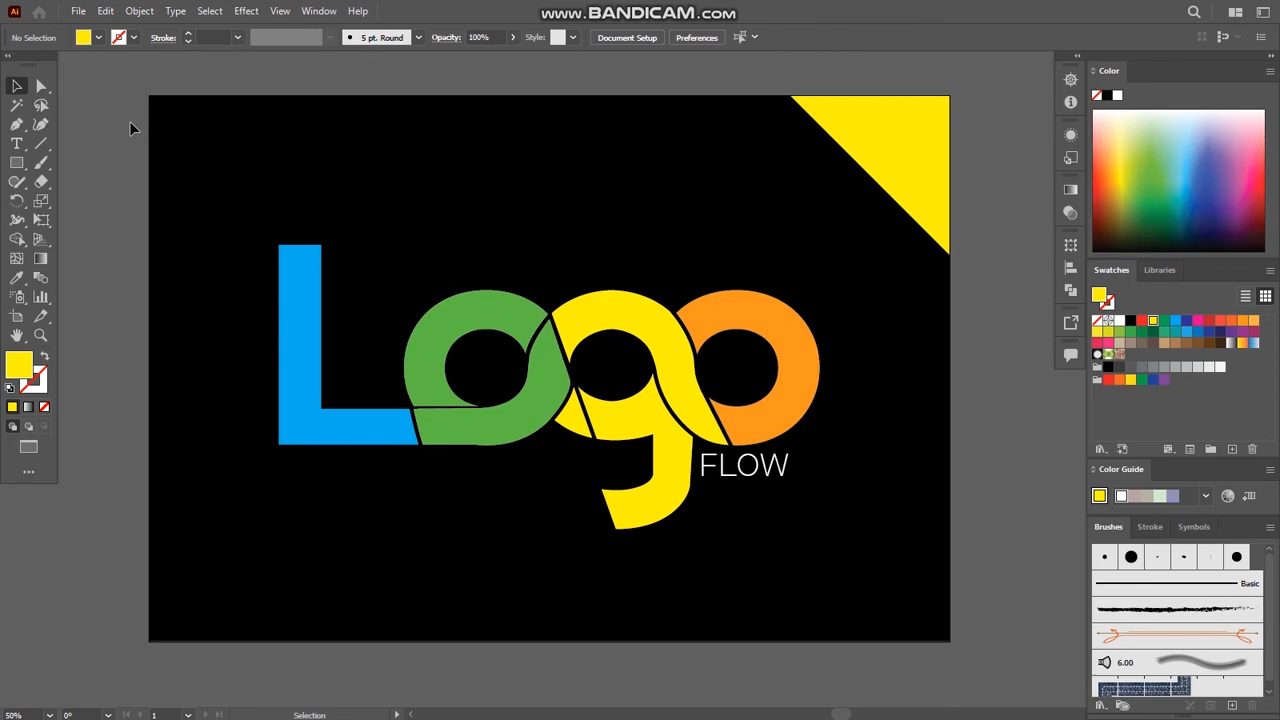 www.BANDICAM.com
Ai
File Edit Object Type Select Effect View Window Help
No Selection
Stroke:
5 pt. Round
Opacity: 100%
Style:
Document Setup
Preferences
Color
Logo
FLOW
Swatches Libraries
Color Guide
Brushes Stroke Symbols
Basic
6.00
50%
0°
1
Selection